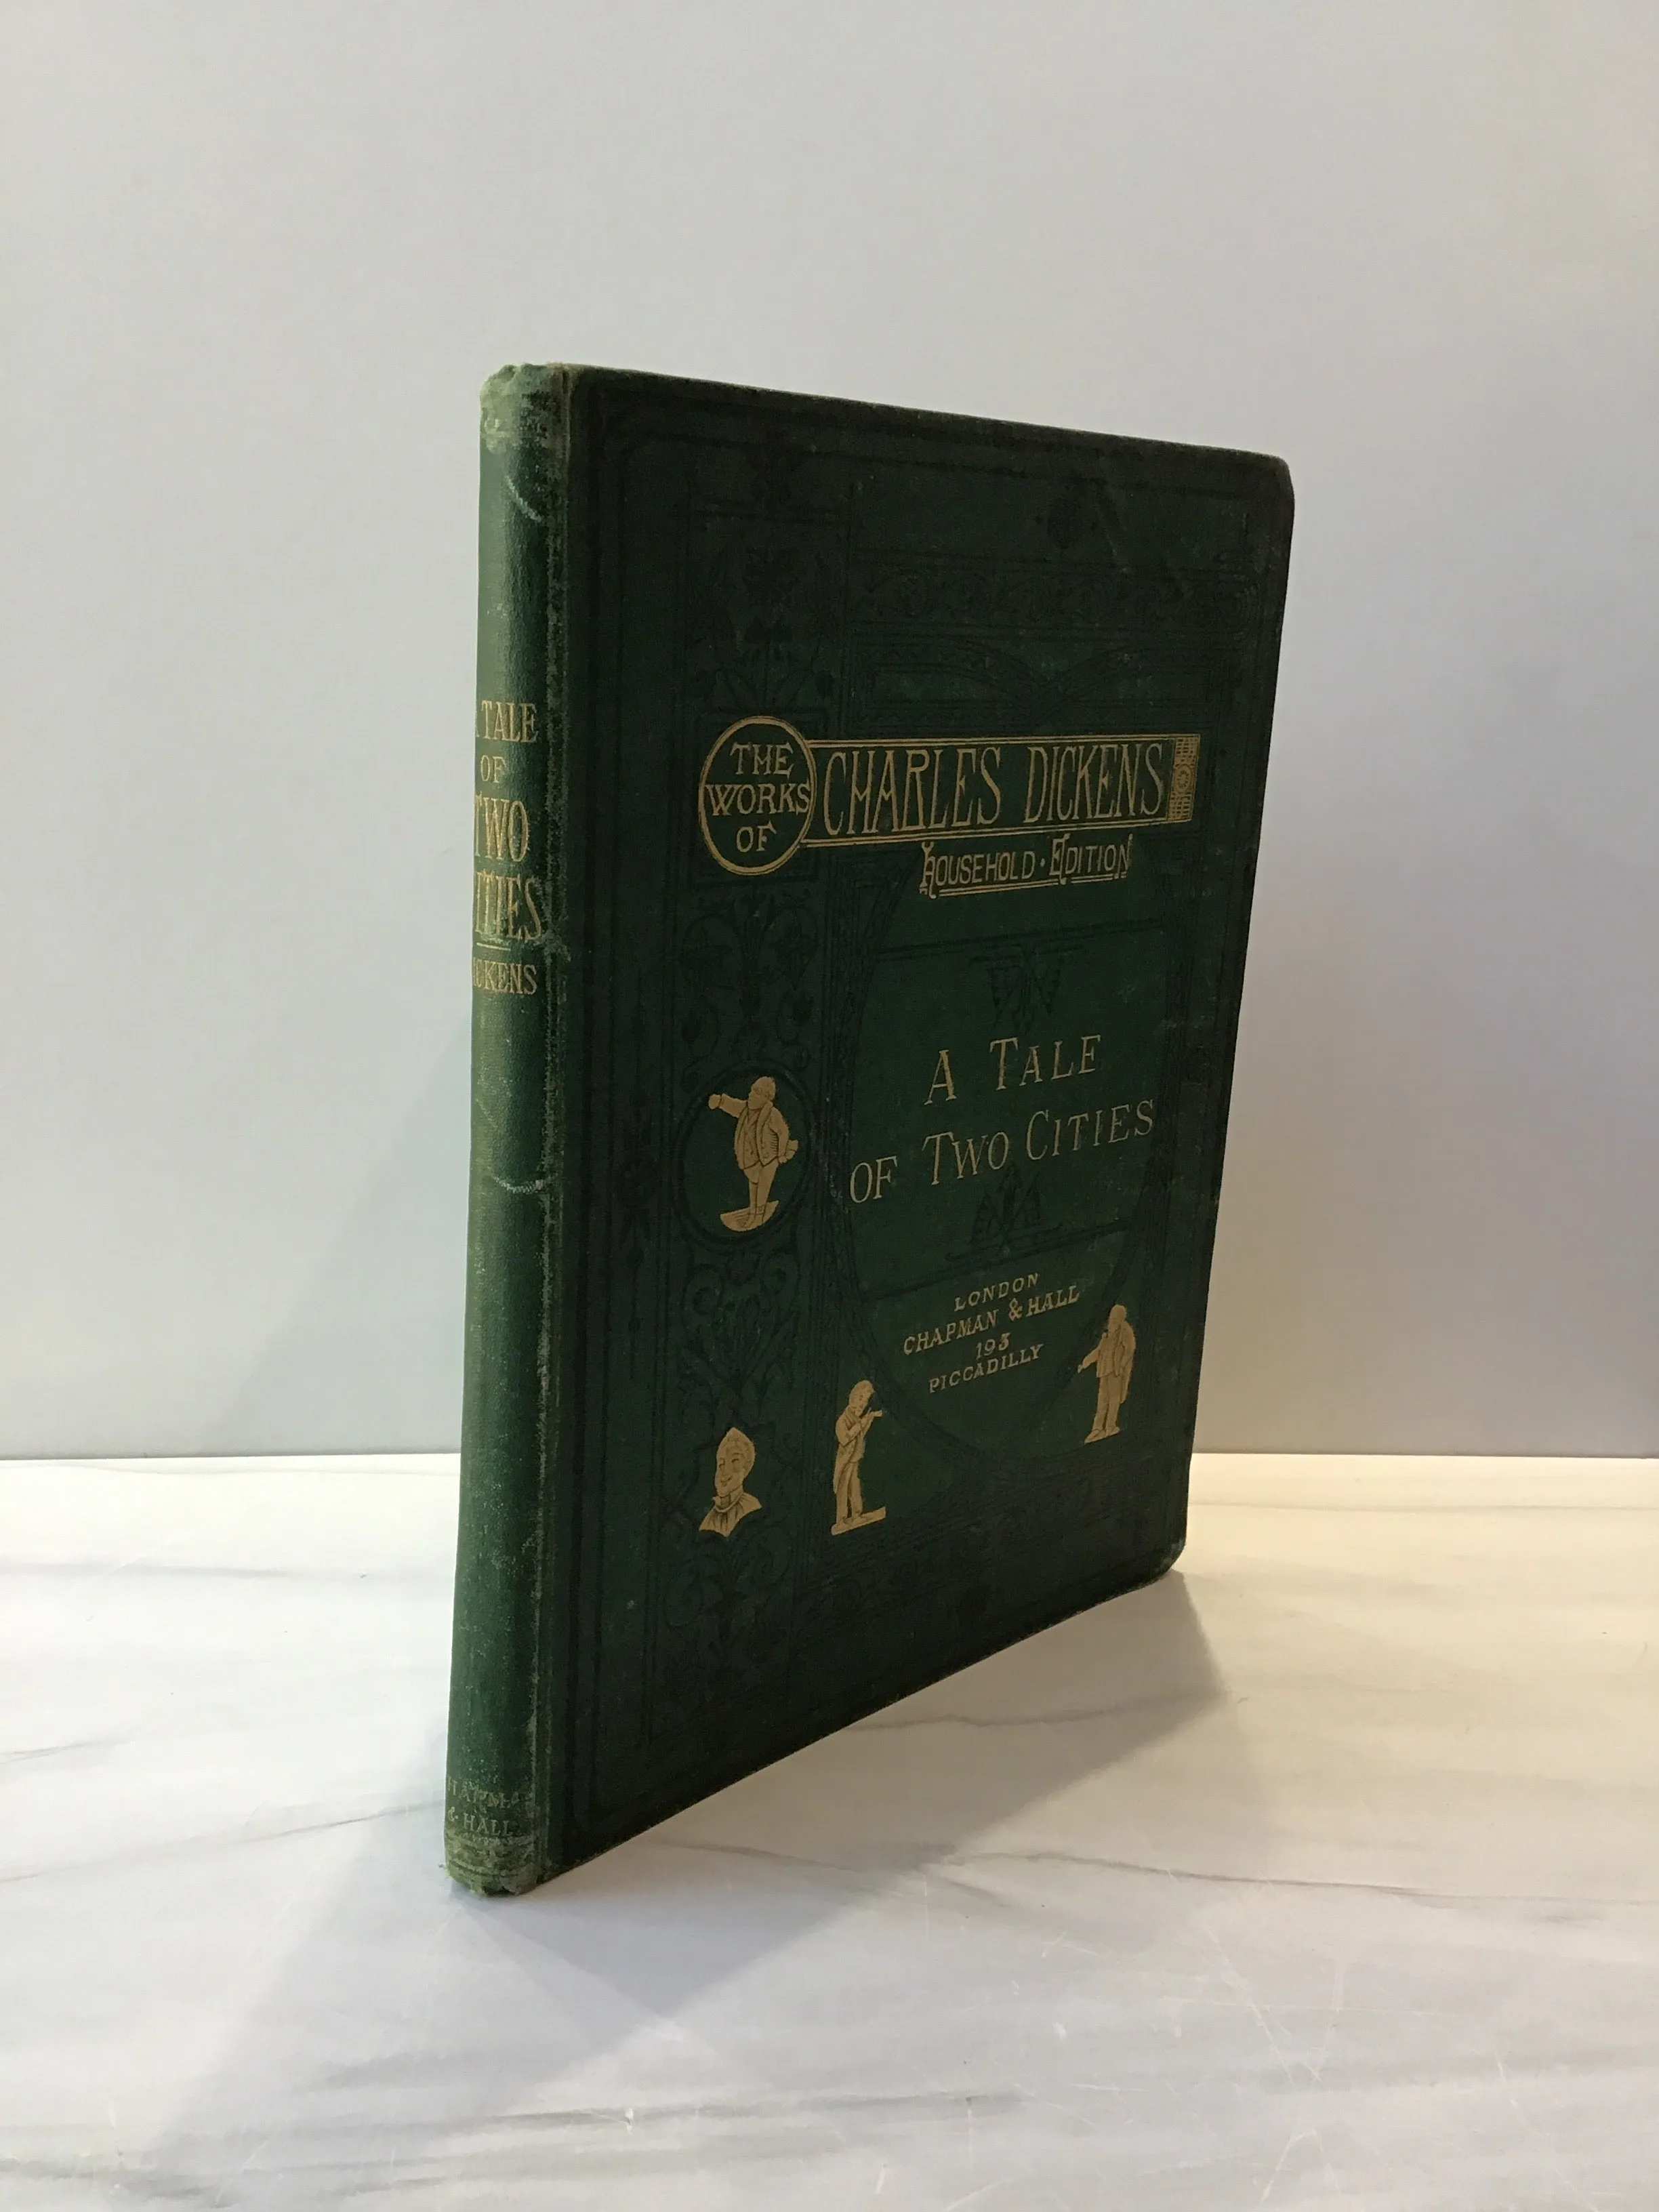 TALE
OF
TWO
CITIES
DICKENS
& HALL
THE
WORKS
OF
CHARLES DICKENS
HOUSEHOLD · EDITION
A TALE
OF TWO CITIES
LONDON
CHAPMAN & HALL
193
PICCADILLY